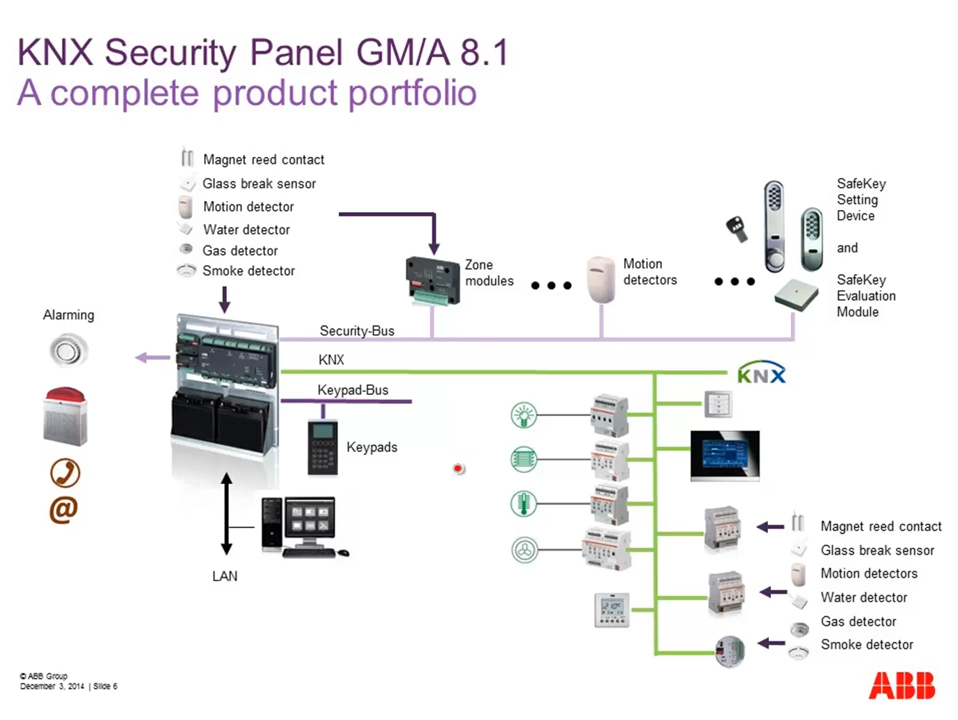 KNX Security Panel GM/A 8.1
A complete product portfolio
Magnet reed contact
Glass break sensor
Motion detector
Water detector
Gas detector
Smoke detector
Zone
modules
Motion
detectors
SafeKey
Setting
Device
and
SafeKey
Evaluation
Module
Alarming
@
Security-Bus
KNX
KNX
Keypad-Bus
Keypads
LAN
Magnet reed contact
Glass break sensor
Motion detectors
Water detector
Gas detector
Smoke detector
© ABB Group
December 3, 2014 | Slide 6
ABB